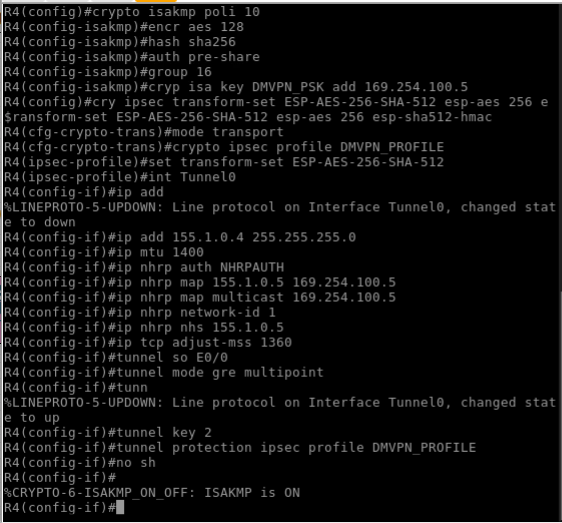 R4(config)#crypto isakmp poli 10
R4(config-isakmp)#encr aes 128
R4(config-isakmp)#hash sha256
R4(config-isakmp)#auth pre-share
R4(config-isakmp)#group 16
R4(config-isakmp)#cryp isa key DMVPN_PSK add 169.254.100.5
R4(config)#cry ipsec transform-set ESP-AES-256-SHA-512 esp-aes 256 e
$ransform-set ESP-AES-256-SHA-512 esp-aes 256 esp-sha512-hmac
R4(cfg-crypto-trans)#mode transport
R4(cfg-crypto-trans)#crypto ipsec profile DMVPN_PROFILE
R4(ipsec-profile)#set transform-set ESP-AES-256-SHA-512
R4(ipsec-profile)#int Tunnel0
R4(config-if)#ip add
%LINEPROTO-5-UPDOWN: Line protocol on Interface Tunnel0, changed stat
e to down
R4(config-if)#ip add 155.1.0.4 255.255.255.0
R4(config-if)#ip mtu 1400
R4(config-if)#ip nhrp auth NHRPAUTH
R4(config-if)#ip nhrp map 155.1.0.5 169.254.100.5
R4(config-if)#ip nhrp map multicast 169.254.100.5
R4(config-if)#ip nhrp network-id 1
R4(config-if)#ip nhrp nhs 155.1.0.5
R4(config-if)#ip tcp adjust-mss 1360
R4(config-if)#tunnel so E0/0
R4(config-if)#tunnel mode gre multipoint
R4(config-if)#tunn
%LINEPROTO-5-UPDOWN: Line protocol on Interface Tunnel0, changed stat
e to up
R4(config-if)#tunnel key 2
R4(config-if)#tunnel protection ipsec profile DMVPN_PROFILE
R4(config-if)#no sh
R4(config-if)#
%CRYPTO-6-ISAKMP_ON_OFF: ISAKMP is ON
R4(config-if)#